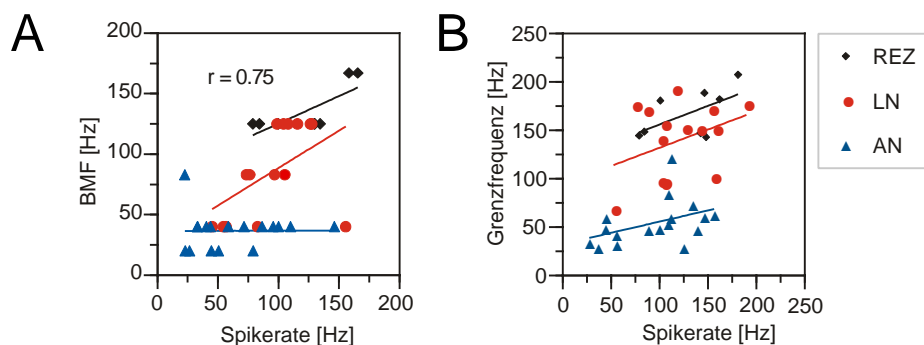 A
BMF [Hz]
200
150
100
50
0
r = 0.75
0 50 100 150 200
Spikerate [Hz]
B
Grenzfrequenz [Hz]
250
200
150
100
50
0
0 50 100 150 200 250
Spikerate [Hz]
REZ
LN
AN